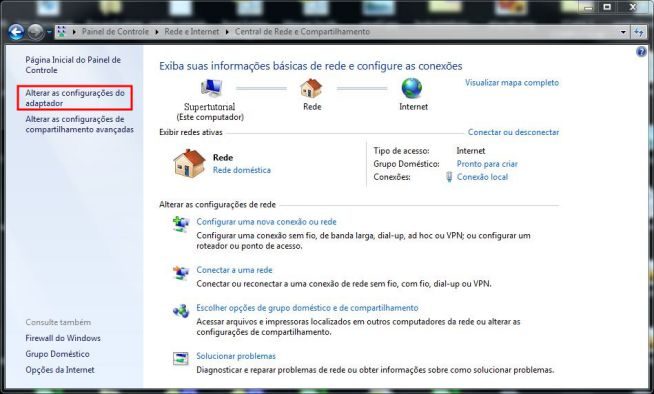 Painel de Controle ▸ Rede e Internet ▸ Central de Rede e Compartilhamento
Página Inicial do Painel de
Controle
Alterar as configurações do
adaptador
Alterar as configurações de
compartilhamento avançadas
Exiba suas informações básicas de rede e configure as conexões
Visualizar mapa completo
Supertutorial
(Este computador)
Rede
Internet
Exibir redes ativas
Conectar ou desconectar
Rede
Rede doméstica
Tipo de acesso: Internet
Grupo Doméstico: Pronto para criar
Conexões: Conexão local
Alterar as configurações de rede
Configurar uma nova conexão ou rede
Configurar uma conexão sem fio, de banda larga, dial-up, ad hoc ou VPN; ou configurar um
roteador ou ponto de acesso.
Conectar a uma rede
Conectar ou reconectar a uma conexão de rede sem fio, com fio, dial-up ou VPN.
Escolher opções de grupo doméstico e de compartilhamento
Acessar arquivos e impressoras localizados em outros computadores da rede ou alterar as
configurações de compartilhamento.
Solucionar problemas
Diagnosticar e reparar problemas de rede ou obter informações sobre como solucionar problemas.
Consulte também
Firewall do Windows
Grupo Doméstico
Opções da Internet